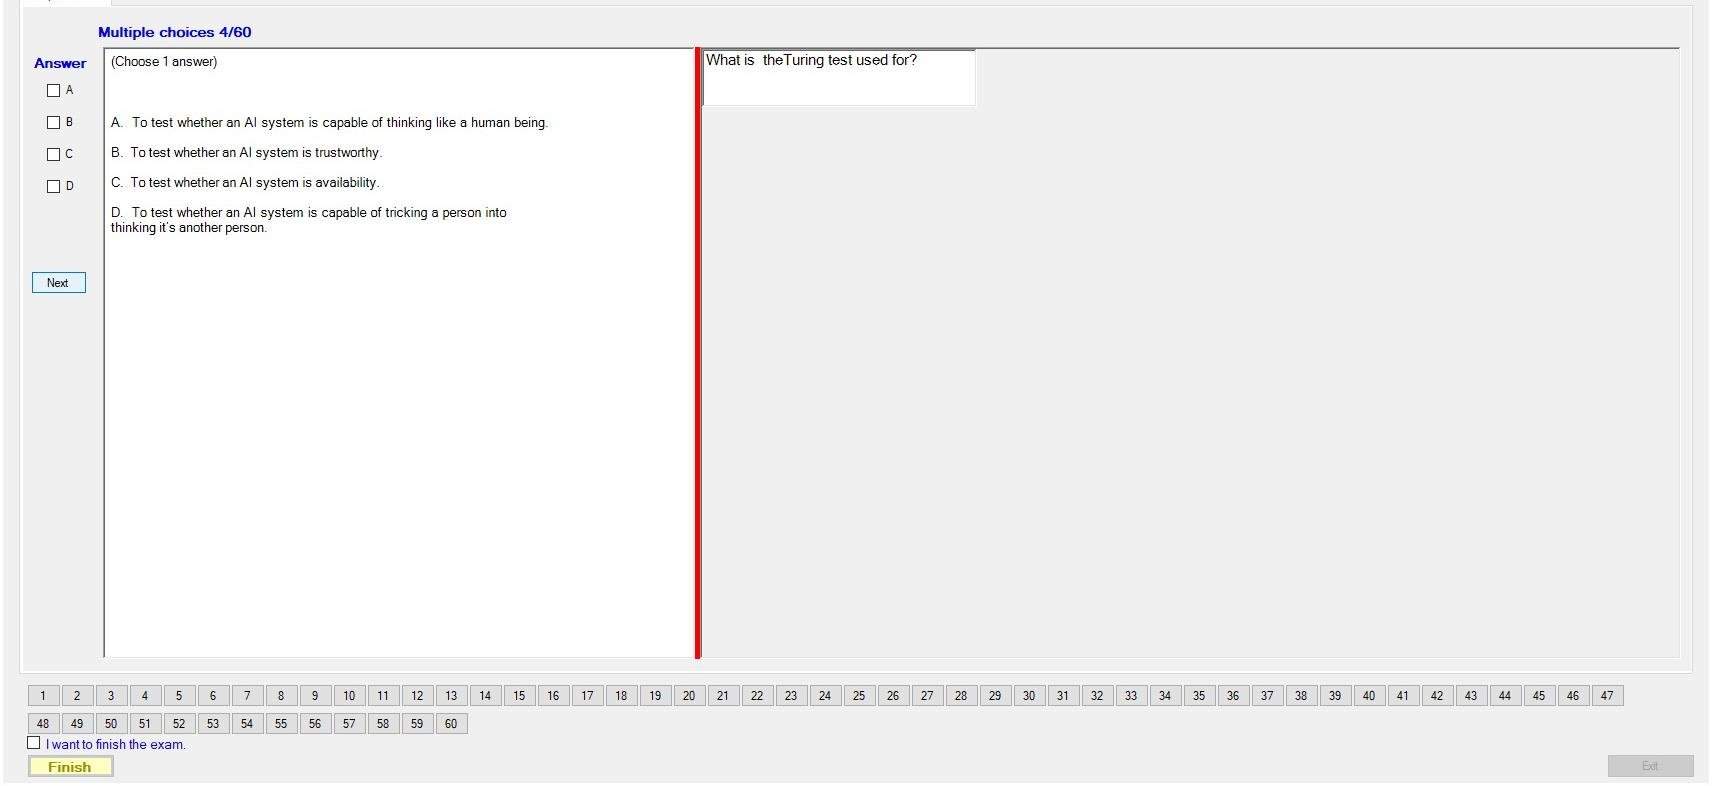 Multiple choices 4/60
Answer
A
B
C
D
Next
(Choose 1 answer)
A. To test whether an AI system is capable of thinking like a human being.
B. To test whether an AI system is trustworthy.
C. To test whether an AI system is availability.
D. To test whether an AI system is capable of tricking a person into
thinking it's another person.
What is theTuring test used for?
1 2 3 4 5 6 7 8 9 10 11 12 13 14 15 16 17 18 19 20 21 22 23 24 25 26 27 28 29 30 31 32 33 34 35 36 37 38 39 40 41 42 43 44 45 46 47
48 49 50 51 52 53 54 55 56 57 58 59 60
I want to finish the exam.
Finish
Exit